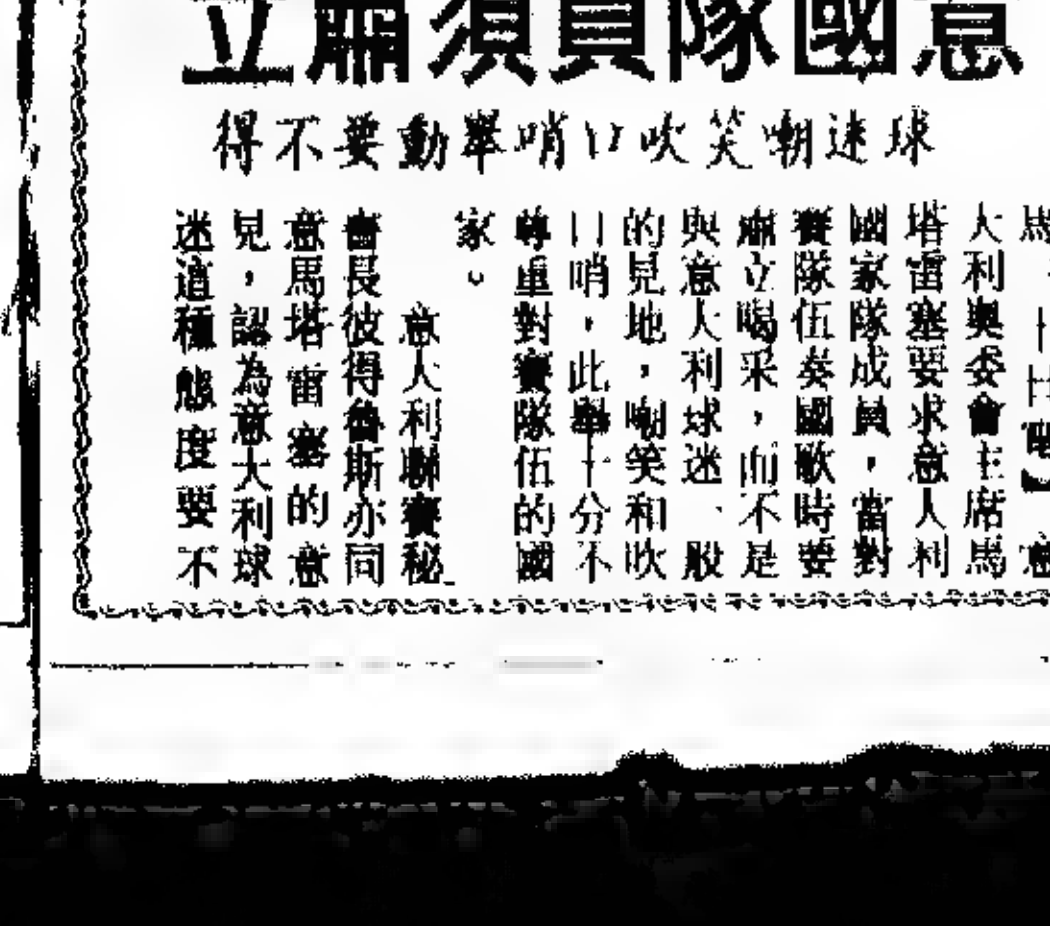 意國隊員須肅立
球迷嘲笑吹口哨舉動要不得
大利奧委會主席馬
塔雷塞要求意大利
國家隊成員，當對
賽隊伍奏國歌時要
肅立喝采，而不是
與意大利球迷一般
的見地，嘲笑和吹
口哨，此舉十分不
尊重對賽隊伍的國
家。
意大利聯賽秘
書長彼得魯斯亦同
意馬塔雷塞的意
見，認為意大利球
迷這種態度要不